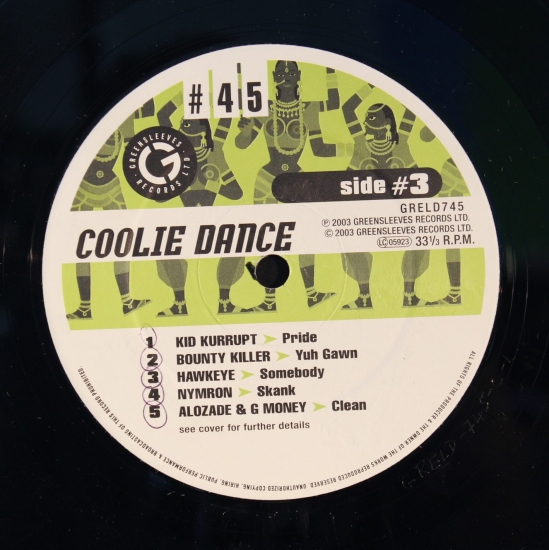 #45
GREENSLEEVES
RECORDS LTD.
G
side #3
GRELD745
℗ 2003 GREENSLEEVES RECORDS LTD.
© 2003 GREENSLEEVES RECORDS LTD.
LC 05923 33⅓ R.P.M.
COOLIE DANCE
1 KID KURRUPT > Pride
2 BOUNTY KILLER > Yuh Gawn
3 HAWKEYE > Somebody
4 NYMRON > Skank
5 ALOZADE & G MONEY > Clean
see cover for further details
ALL RIGHTS OF THE PRODUCER & THE OWNER OF THE WORKS REPRODUCED RESERVED. UNAUTHORIZED COPYING, HIRING, PUBLIC PERFORMANCE & BROADCASTING OF THIS RECORD PROHIBITED
GRELD 745